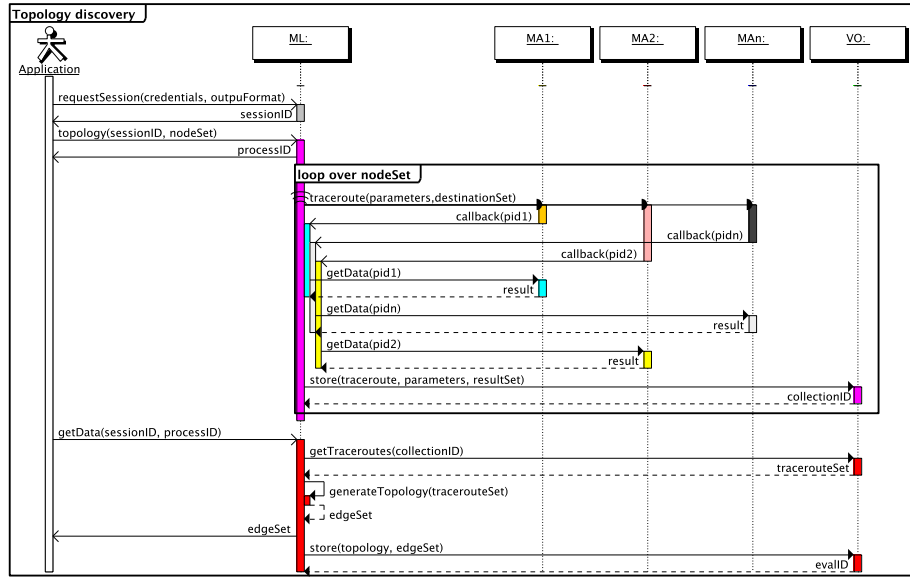 Topology discovery
ML:
MA1:
MA2:
MAn:
VO:
Application
requestSession(credentials, outpuFormat)
sessionID
topology(sessionID, nodeSet)
processID
loop over nodeSet
traceroute(parameters,destinationSet)
callback(pid1)
callback(pidn)
callback(pid2)
getData(pid1)
result
getData(pidn)
result
getData(pid2)
result
store(traceroute, parameters, resultSet)
collectionID
getData(sessionID, processID)
getTraceroutes(collectionID)
tracerouteSet
generateTopology(tracerouteSet)
edgeSet
edgeSet
store(topology, edgeSet)
evalID